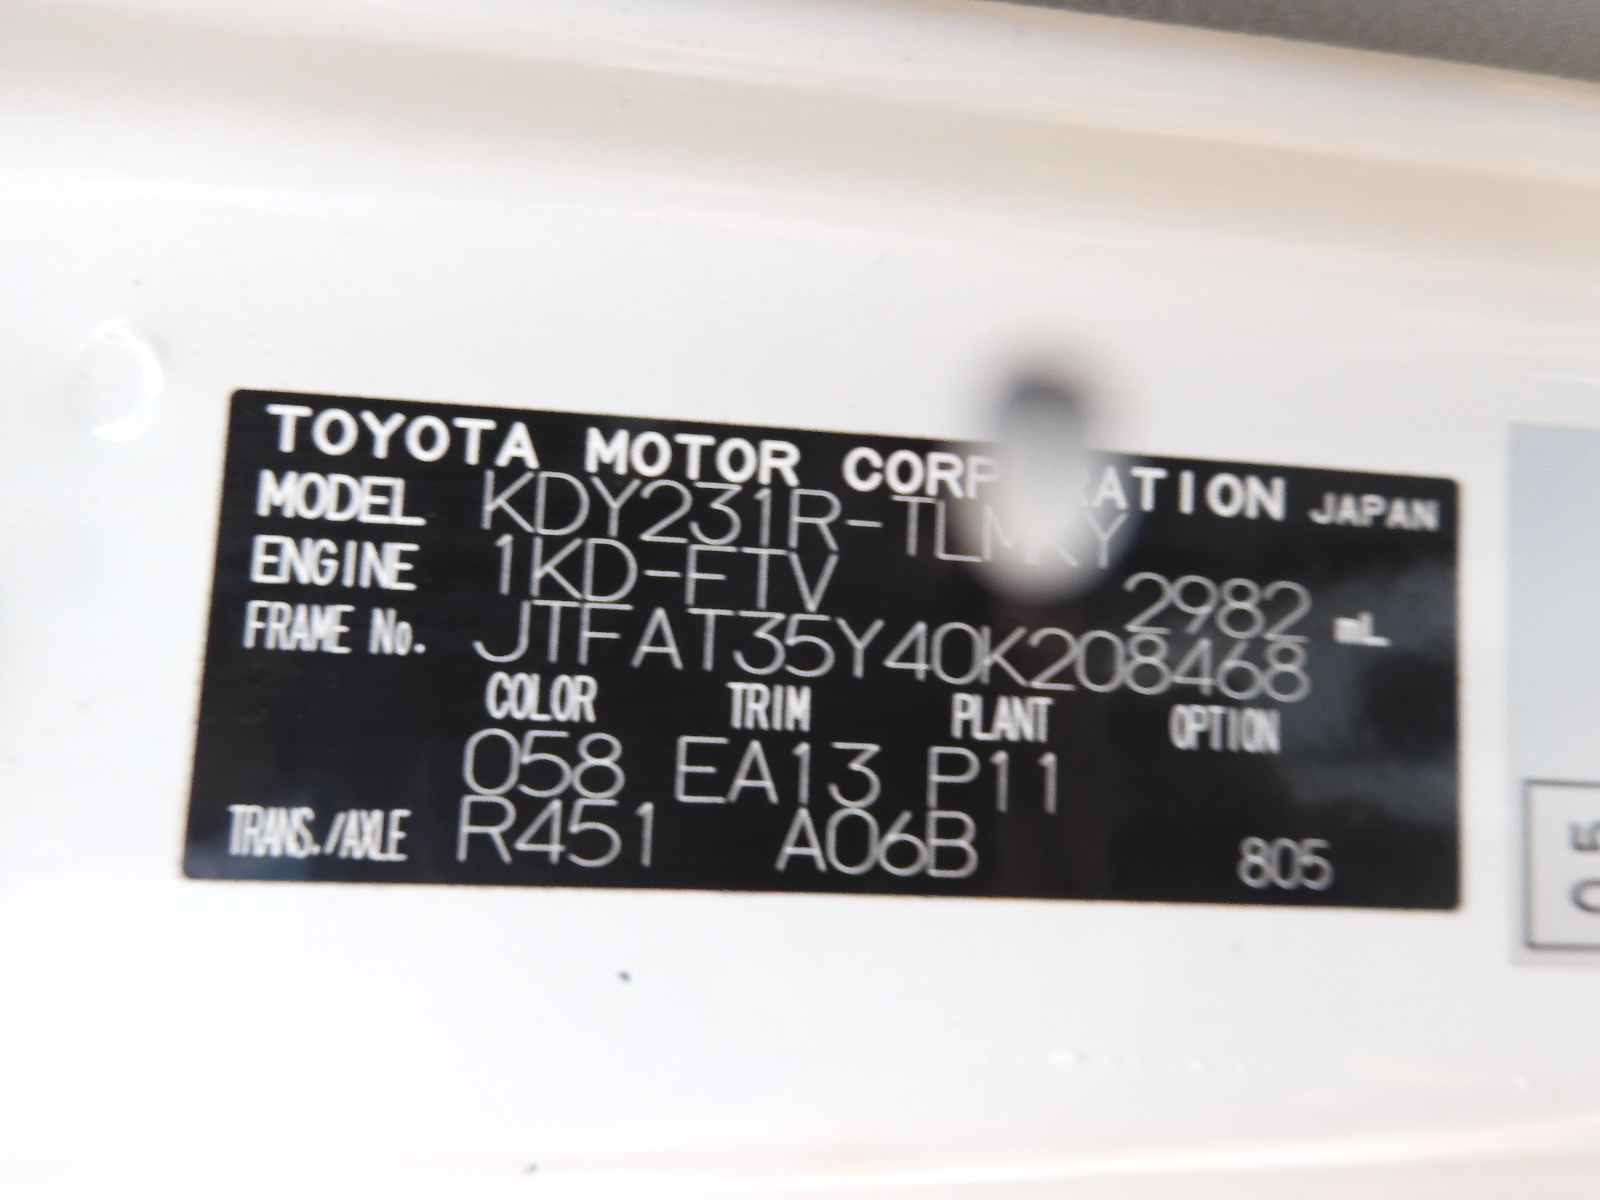 TOYOTA MOTOR CORPORATION JAPAN
MODEL KDY231R-TLMKY
ENGINE 1KD-FTV 2982 mL
FRAME No. JTFAT35Y40K208468
COLOR TRIM PLANT OPTION
058 EA13 P11
TRANS./AXLE R451 A06B 805